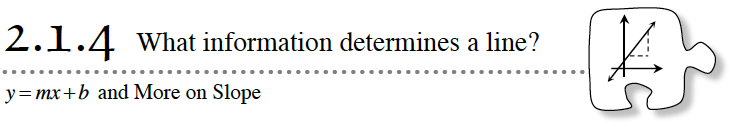 2.1.4 What information determines a line?
y=mx+b and More on Slope